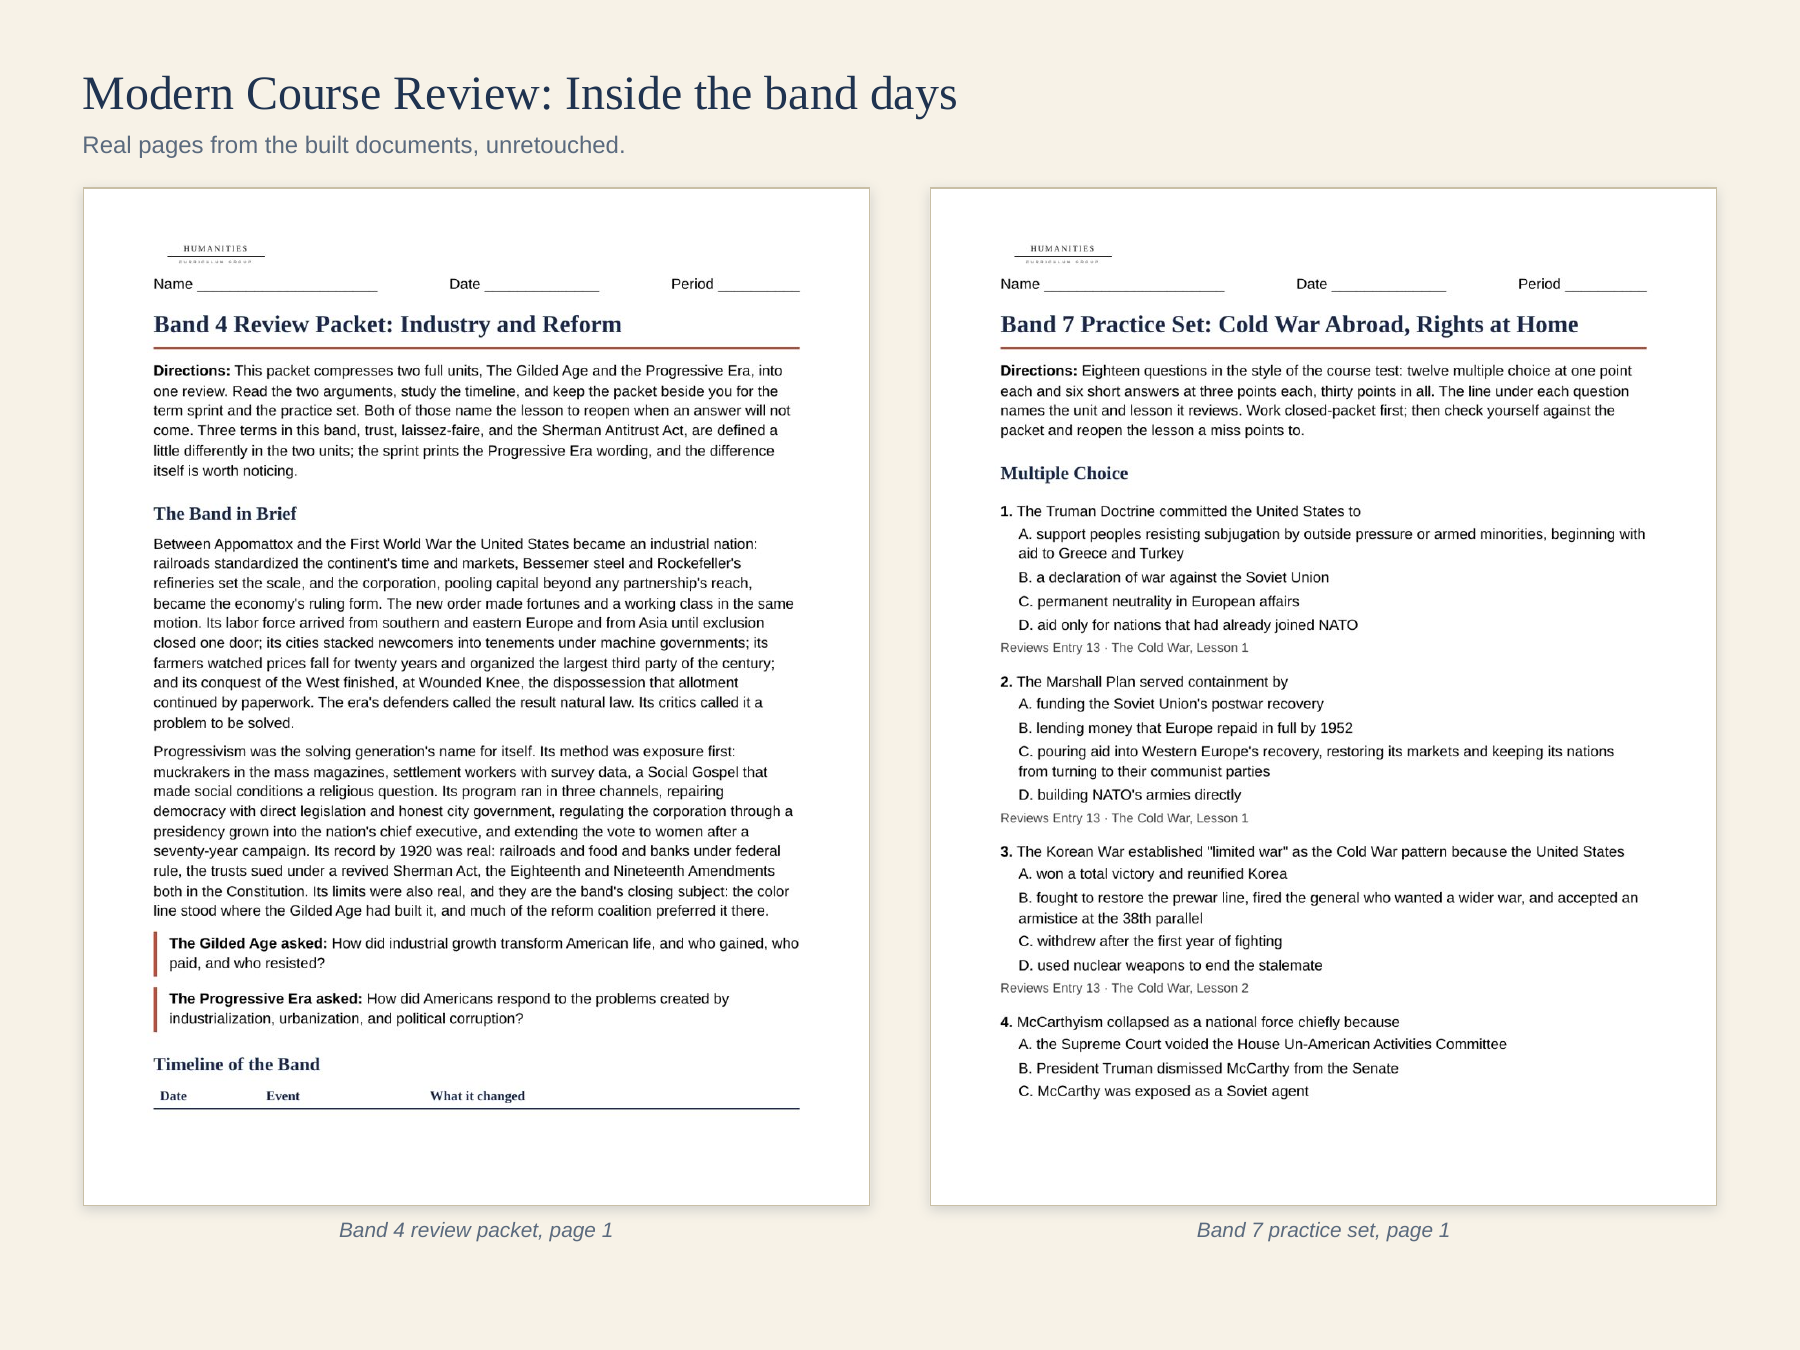 Modern Course Review: Inside the band days
Real pages from the built documents, unretouched.
HUMANITIES
CURRICULUM GROUP
Name ______________________ Date ______________ Period __________
Band 4 Review Packet: Industry and Reform
Directions: This packet compresses two full units, The Gilded Age and the Progressive Era, into
one review. Read the two arguments, study the timeline, and keep the packet beside you for the
term sprint and the practice set. Both of those name the lesson to reopen when an answer will not
come. Three terms in this band, trust, laissez-faire, and the Sherman Antitrust Act, are defined a
little differently in the two units; the sprint prints the Progressive Era wording, and the difference
itself is worth noticing.
The Band in Brief
Between Appomattox and the First World War the United States became an industrial nation:
railroads standardized the continent's time and markets, Bessemer steel and Rockefeller's
refineries set the scale, and the corporation, pooling capital beyond any partnership's reach,
became the economy's ruling form. The new order made fortunes and a working class in the same
motion. Its labor force arrived from southern and eastern Europe and from Asia until exclusion
closed one door; its cities stacked newcomers into tenements under machine governments; its
farmers watched prices fall for twenty years and organized the largest third party of the century;
and its conquest of the West finished, at Wounded Knee, the dispossession that allotment
continued by paperwork. The era's defenders called the result natural law. Its critics called it a
problem to be solved.
Progressivism was the solving generation's name for itself. Its method was exposure first:
muckrakers in the mass magazines, settlement workers with survey data, a Social Gospel that
made social conditions a religious question. Its program ran in three channels, repairing
democracy with direct legislation and honest city government, regulating the corporation through a
presidency grown into the nation's chief executive, and extending the vote to women after a
seventy-year campaign. Its record by 1920 was real: railroads and food and banks under federal
rule, the trusts sued under a revived Sherman Act, the Eighteenth and Nineteenth Amendments
both in the Constitution. Its limits were also real, and they are the band's closing subject: the color
line stood where the Gilded Age had built it, and much of the reform coalition preferred it there.
The Gilded Age asked: How did industrial growth transform American life, and who gained, who
paid, and who resisted?
The Progressive Era asked: How did Americans respond to the problems created by
industrialization, urbanization, and political corruption?
Timeline of the Band
Date Event What it changed
Band 4 review packet, page 1
HUMANITIES
CURRICULUM GROUP
Name ______________________ Date ______________ Period __________
Band 7 Practice Set: Cold War Abroad, Rights at Home
Directions: Eighteen questions in the style of the course test: twelve multiple choice at one point
each and six short answers at three points each, thirty points in all. The line under each question
names the unit and lesson it reviews. Work closed-packet first; then check yourself against the
packet and reopen the lesson a miss points to.
Multiple Choice
1. The Truman Doctrine committed the United States to
A. support peoples resisting subjugation by outside pressure or armed minorities, beginning with
aid to Greece and Turkey
B. a declaration of war against the Soviet Union
C. permanent neutrality in European affairs
D. aid only for nations that had already joined NATO
Reviews Entry 13 · The Cold War, Lesson 1
2. The Marshall Plan served containment by
A. funding the Soviet Union's postwar recovery
B. lending money that Europe repaid in full by 1952
C. pouring aid into Western Europe's recovery, restoring its markets and keeping its nations
from turning to their communist parties
D. building NATO's armies directly
Reviews Entry 13 · The Cold War, Lesson 1
3. The Korean War established "limited war" as the Cold War pattern because the United States
A. won a total victory and reunified Korea
B. fought to restore the prewar line, fired the general who wanted a wider war, and accepted an
armistice at the 38th parallel
C. withdrew after the first year of fighting
D. used nuclear weapons to end the stalemate
Reviews Entry 13 · The Cold War, Lesson 2
4. McCarthyism collapsed as a national force chiefly because
A. the Supreme Court voided the House Un-American Activities Committee
B. President Truman dismissed McCarthy from the Senate
C. McCarthy was exposed as a Soviet agent
Band 7 practice set, page 1